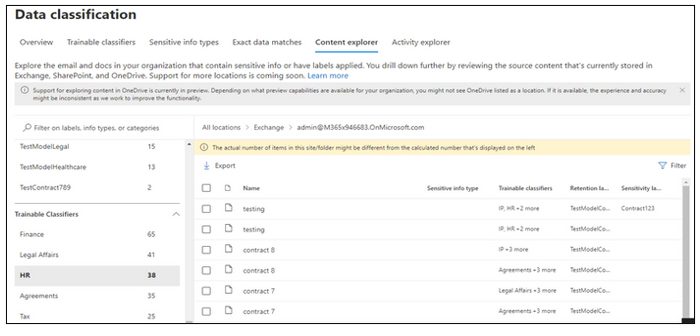 Data classification
Overview Trainable classifiers Sensitive info types Exact data matches Content explorer Activity explorer
Explore the email and docs in your organization that contain sensitive info or have labels applied. You drill down further by reviewing the source content that's currently stored in
Exchange, SharePoint, and OneDrive. Support for more locations is coming soon. Learn more
Support for exploring content in OneDrive is currently in preview. Depending on what preview capabilities are available for your organization, you might not see OneDrive listed as a location. If it is available, the experience and accuracy
might be inconsistent as we work to improve the functionality.
Filter on labels, info types, or categories
TestModelLegal 15
TestModelHealthcare 13
TestContract789 2
Trainable Classifiers
Finance 65
Legal Affairs 41
HR 38
Agreements 35
Tax 25
All locations > Exchange > admin@M365x946683.OnMicrosoft.com
The actual number of items in this site/folder might be different from the calculated number that's displayed on the left
Export Filter
Name Sensitive info type Trainable classifiers Retention la... Sensitivity la...
testing IP, HR +2 more TestModelCo... Contract123
testing IP, HR +2 more TestModelCo...
contract 8 IP +3 more TestModelCo...
contract 8 Agreements +3 more TestModelCo...
contract 7 Legal Affairs +3 more TestModelCo...
contract 7 Agreements +3 more TestModelCo...